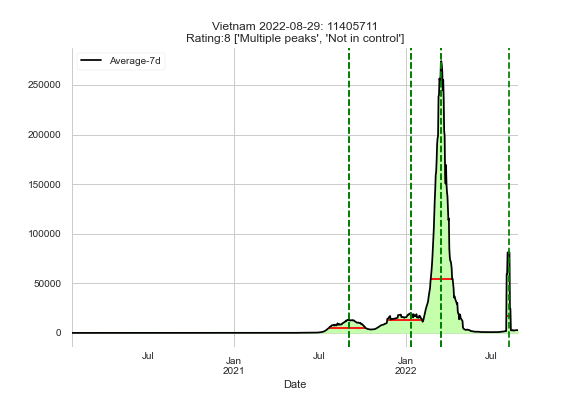 Vietnam 2022-08-29: 11405711
Rating:8 ['Multiple peaks', 'Not in control']
Average-7d
250000
200000
150000
100000
50000
0
Jul
Jan
2021
Jul
Jan
2022
Jul
Date